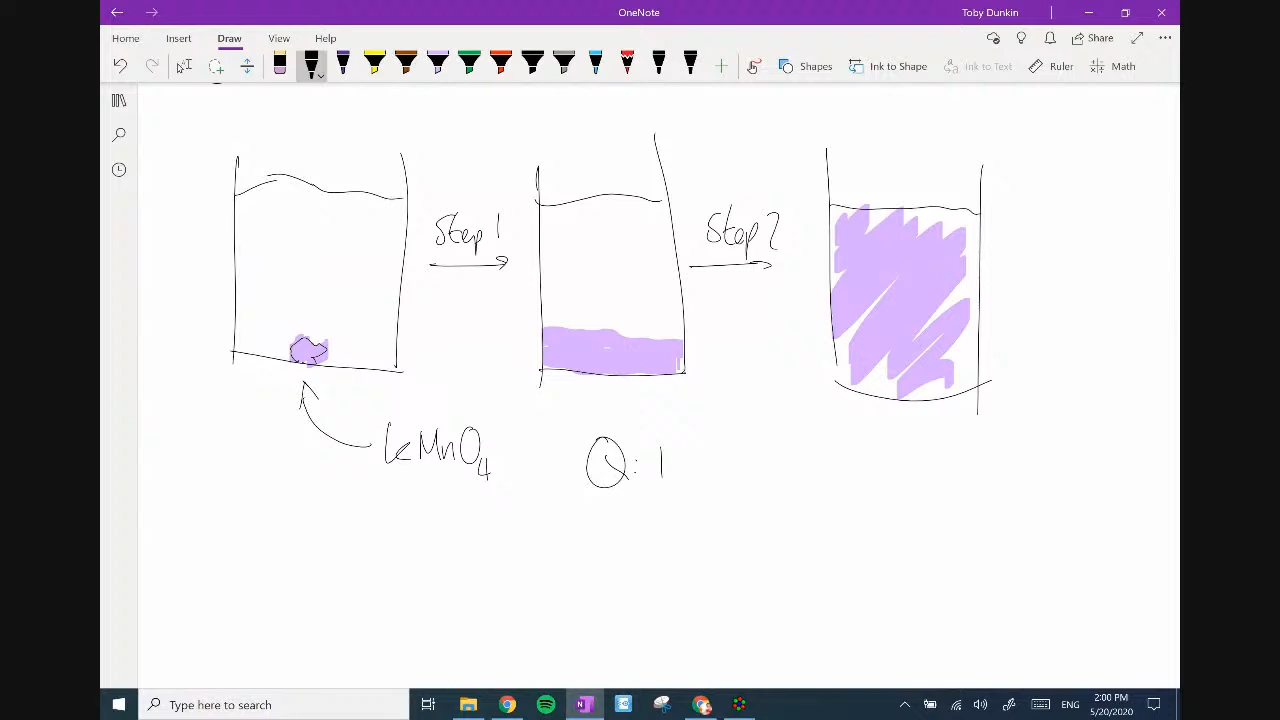 OneNote
Toby Dunkin
Home Insert Draw View Help
Share
Shapes Ink to Shape Ink to Text Ruler Math
Step 1
Step 2
KMnO4
Q: 1
Type here to search
ENG
2:00 PM
5/20/2020